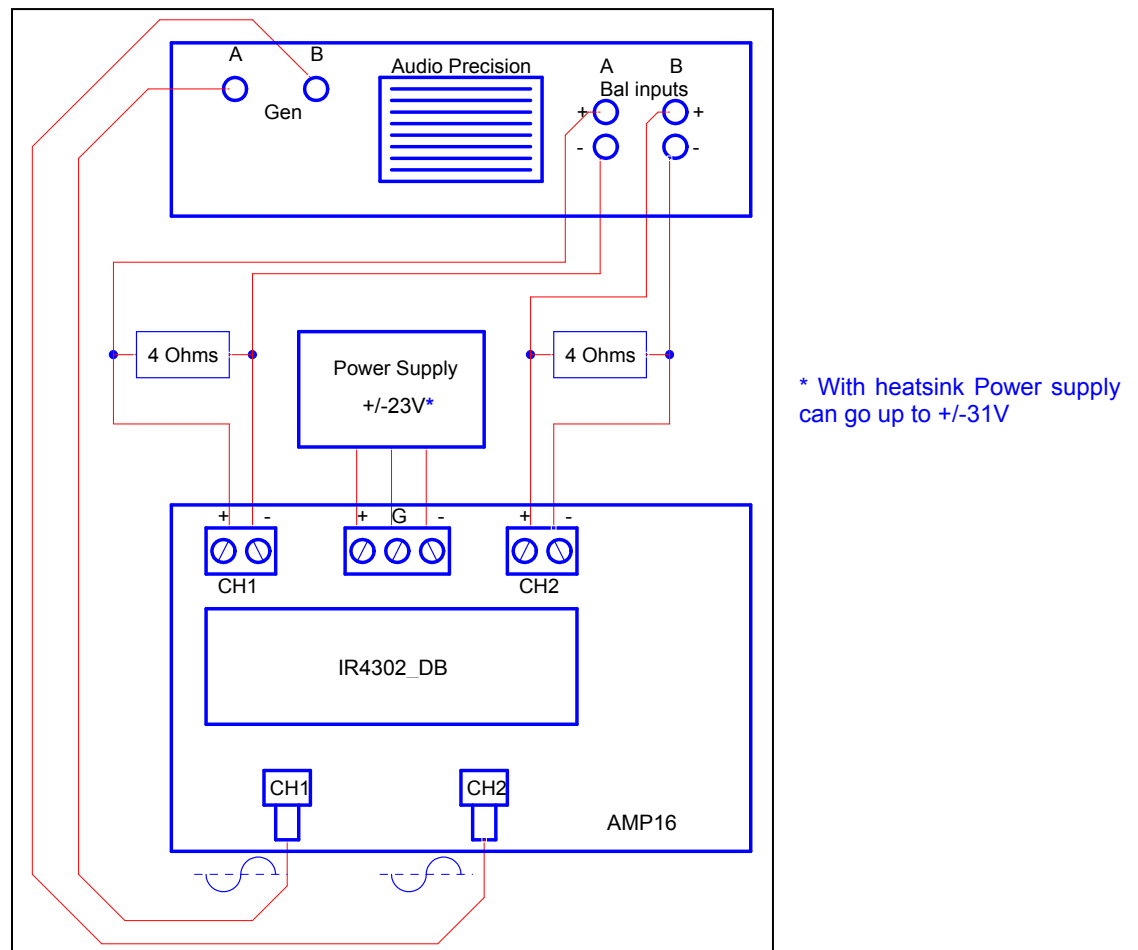 A B
Gen
Audio Precision
A B
Bal inputs
+ +
- -
4 Ohms
Power Supply
+/-23V*
4 Ohms
* With heatsink Power supply
can go up to +/-31V
+ -
CH1
+ G -
+ -
CH2
IR4302_DB
CH1
CH2
AMP16